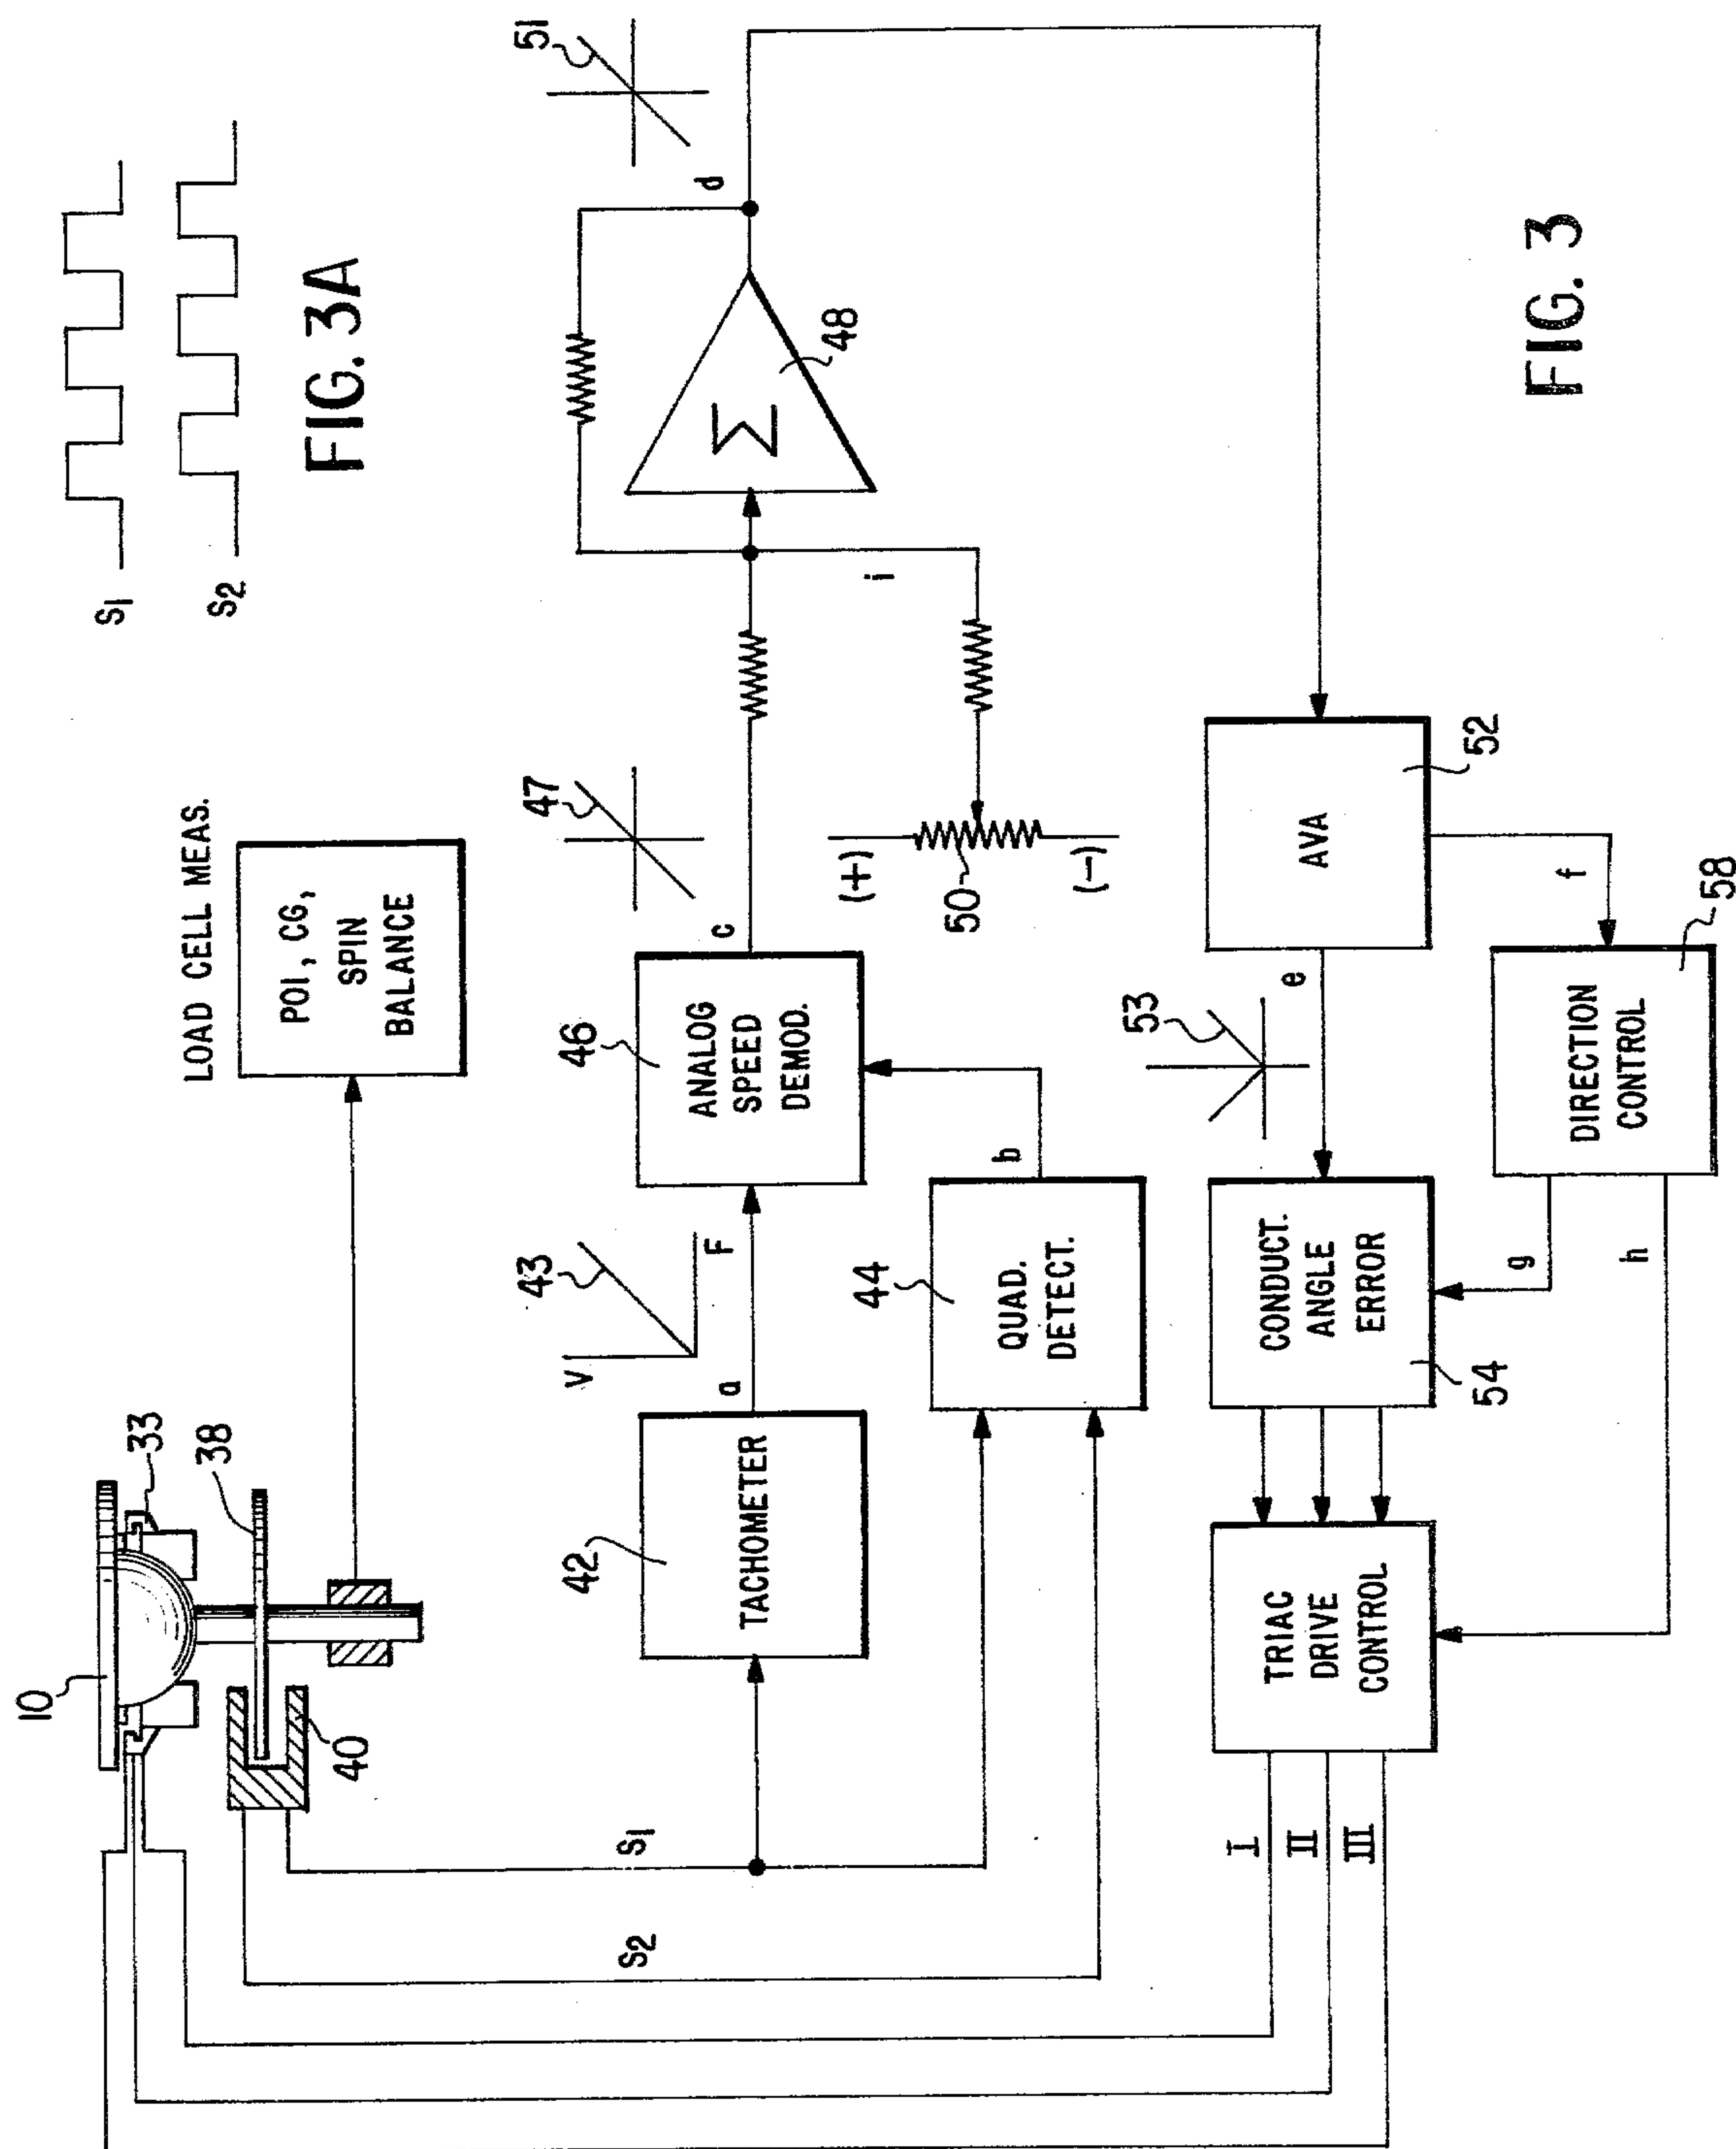 S1
S2
FIG. 3A
LOAD CELL MEAS.
POI, CG,
SPIN
BALANCE
10
33
38
40
S1
S2
42
TACHOMETER
a
V
F
43
44
QUAD.
DETECT.
b
46
ANALOG
SPEED
DEMOD.
c
47
(+)
50
(-)
i
Σ
48
d
51
AVA
52
e
f
53
CONDUCT.
ANGLE
ERROR
54
DIRECTION
CONTROL
58
g
h
TRIAC
DRIVE
CONTROL
I
II
III
FIG. 3